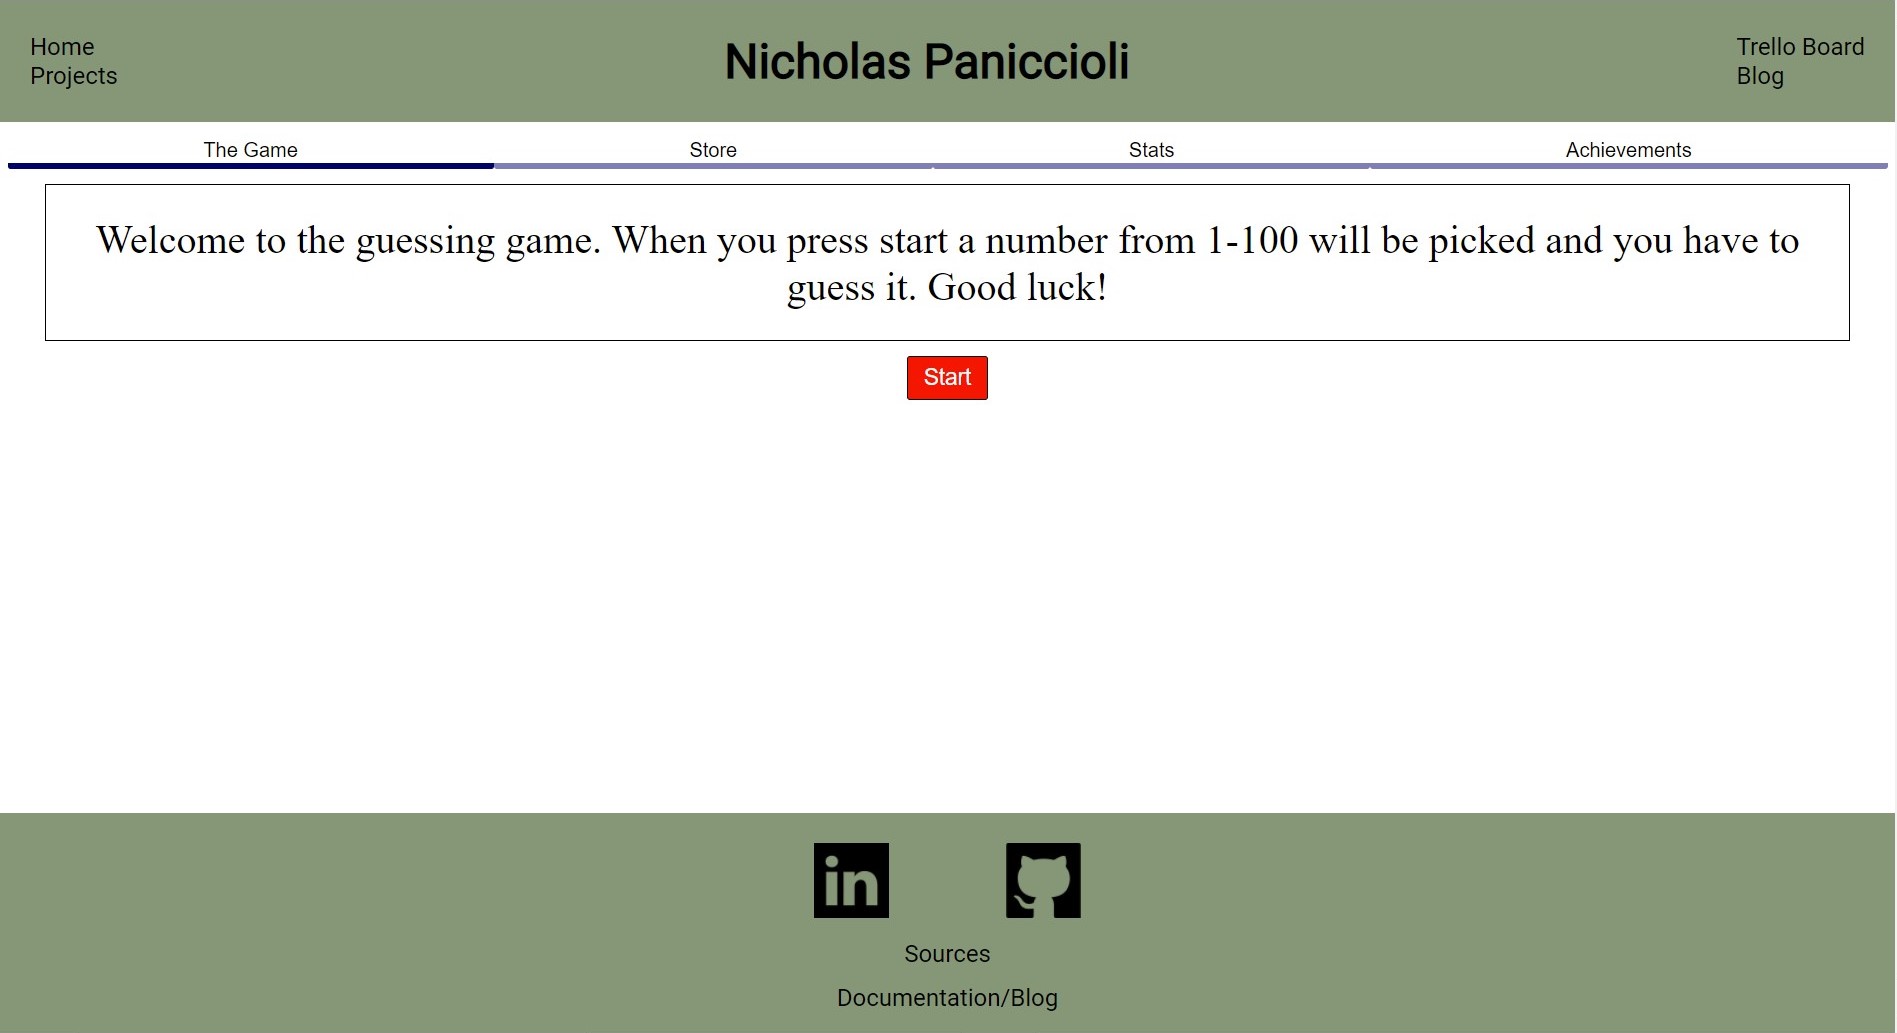 Home
Projects
Nicholas Paniccioli
Trello Board
Blog
The Game
Store
Stats
Achievements
Welcome to the guessing game. When you press start a number from 1-100 will be picked and you have to
guess it. Good luck!
Start
in
Sources
Documentation/Blog